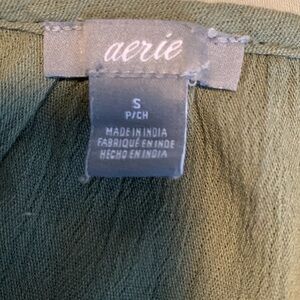 aerie
S
P/CH
MADE IN INDIA
FABRIQUÉ EN INDE
HECHO EN INDIA